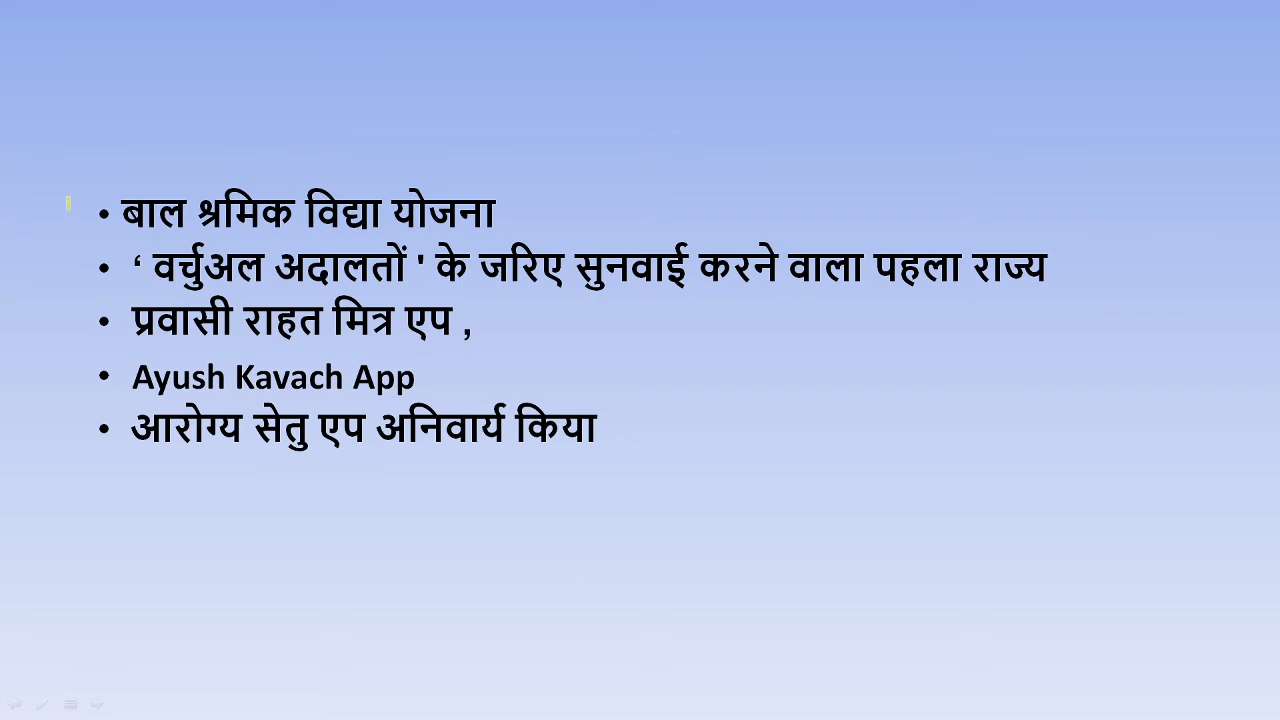 • बाल श्रमिक विद्या योजना
• ‘ वर्चुअल अदालतों ' के जरिए सुनवाई करने वाला पहला राज्य
• प्रवासी राहत मित्र एप ,
• Ayush Kavach App
• आरोग्य सेतु एप अनिवार्य किया